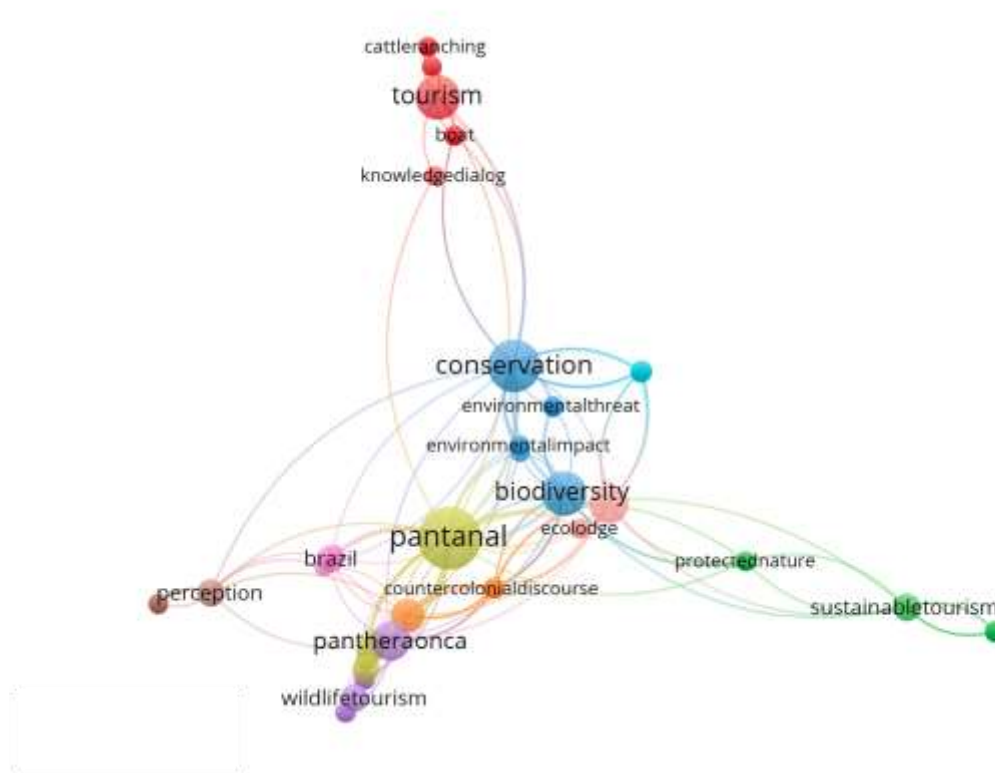 cattleranching
tourism
boat
knowledgedialog
conservation
environmentalthreat
environmentalimpact
biodiversity
ecolodge
pantanal
brazil
protectednature
countercolonialdiscourse
perception
sustainabletourism
pantheraonca
wildlifetourism